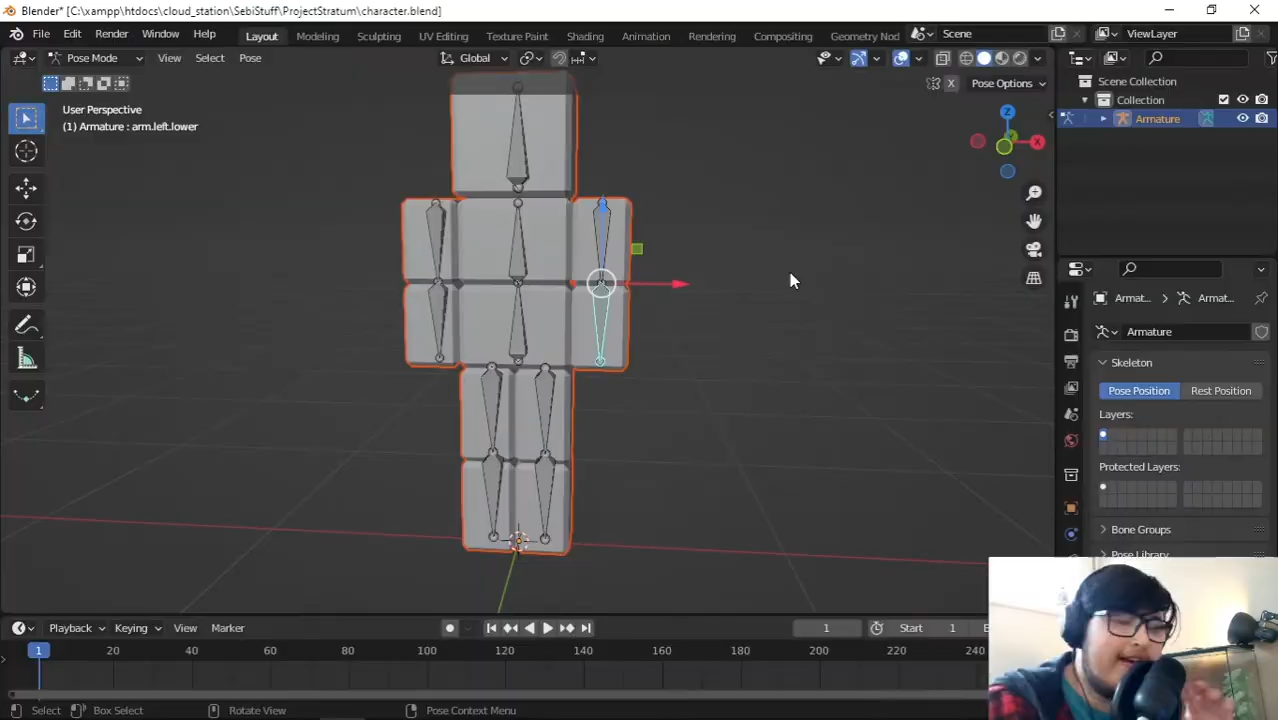 Blender* [C:\xampp\htdocs\cloud_station\SebiStuff\ProjectStratum\character.blend]
File Edit Render Window Help Layout Modeling Sculpting UV Editing Texture Paint Shading Animation Rendering Compositing Geometry Nod Scene ViewLayer
Pose Mode View Select Pose Global
X Pose Options
User Perspective
(1) Armature : arm.left.lower
Z
X
Scene Collection
Collection
Armature
Armat... Armat...
Armature
Skeleton
Pose Position Rest Position
Layers:
Protected Layers:
Bone Groups
Pose Library
Playback Keying View Marker 1 Start 1 E
1 20 40 60 80 100 120 140 160 180 200 220 240
Select Box Select Rotate View Pose Context Menu